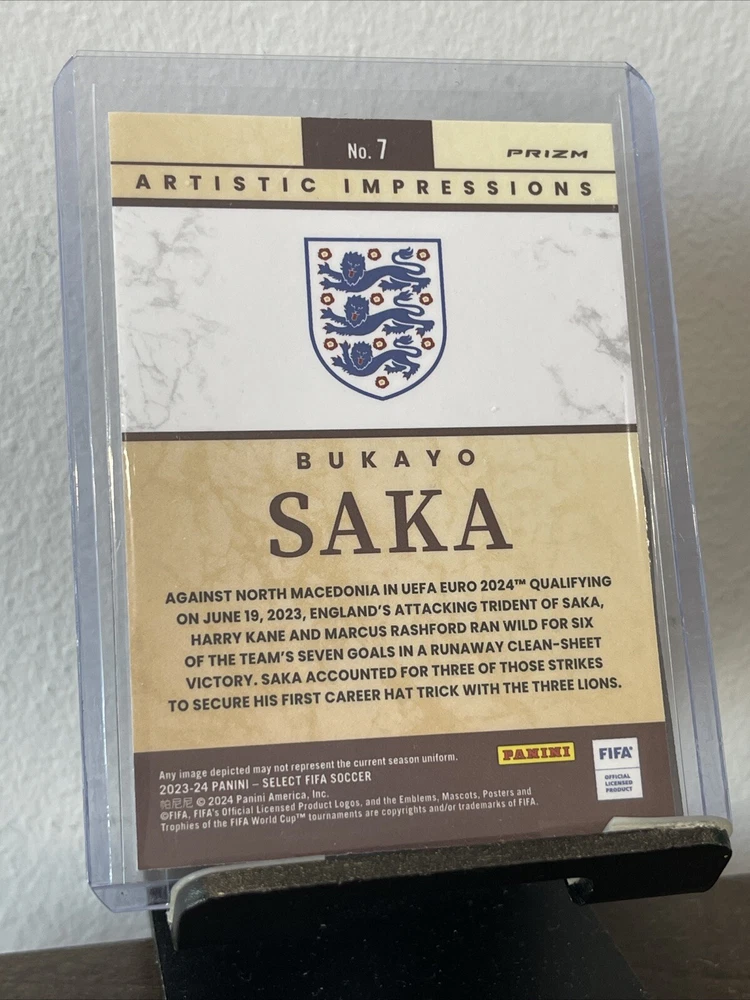 No. 7
PRIZM
ARTISTIC IMPRESSIONS
BUKAYO
SAKA
AGAINST NORTH MACEDONIA IN UEFA EURO 2024™ QUALIFYING
ON JUNE 19, 2023, ENGLAND'S ATTACKING TRIDENT OF SAKA,
HARRY KANE AND MARCUS RASHFORD RAN WILD FOR SIX
OF THE TEAM'S SEVEN GOALS IN A RUNAWAY CLEAN-SHEET
VICTORY. SAKA ACCOUNTED FOR THREE OF THOSE STRIKES
TO SECURE HIS FIRST CAREER HAT TRICK WITH THE THREE LIONS.
Any image depicted may not represent the current season uniform.
2023-24 PANINI – SELECT FIFA SOCCER
帕尼尼 © 2024 Panini America, Inc.
©FIFA, FIFA's Official Licensed Product Logos, and the Emblems, Mascots, Posters and
Trophies of the FIFA World Cup™ tournaments are copyrights and/or trademarks of FIFA.
PANINI
FIFA®
OFFICIAL
LICENSED
PRODUCT